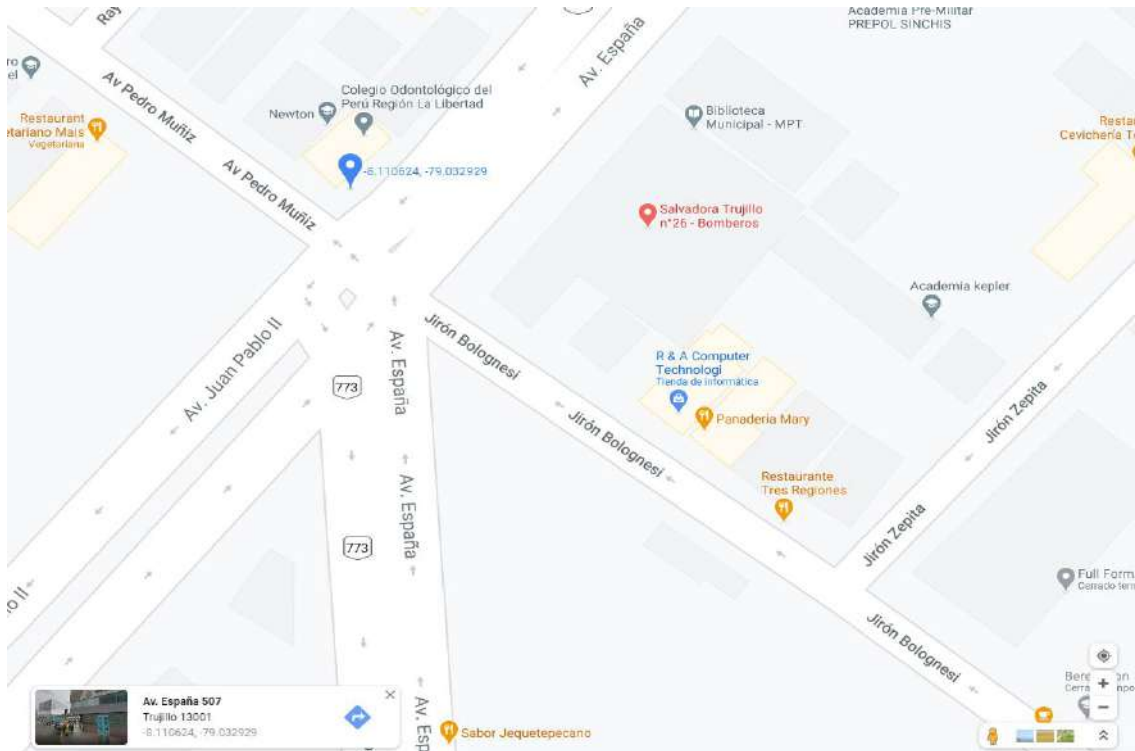 Academia Pre-Militar
PREPOL SINCHIS
Av. España
Av Pedro Muñiz
Restaurant
Vegetariana
Newton
Colegio Odontológico del
Perú Región La Libertad
-8.110624, -79.032929
Av Pedro Muñiz
Biblioteca
Municipal - MPT
Cevichería
Salvadora Trujillo
n°26 - Bomberos
Academia kepler
Jirón Bolognesi
Av. Juan Pablo II
Av. España
773
R & A Computer
Technologi
Tienda de informática
Panaderia Mary
Jirón Zepita
Jirón Bolognesi
Restaurante
Tres Regiones
Av. España
773
Jirón Zepita
Full
Cerrado
Jirón Bolognesi
Av. España 507
Trujillo 13001
-8.110624, -79.032929
Av.
Sabor Jequetepecano